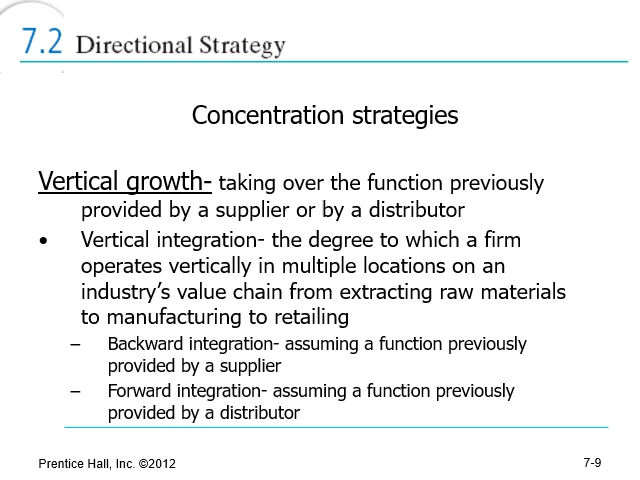 7.2 Directional Strategy
Concentration strategies
Vertical growth- taking over the function previously
provided by a supplier or by a distributor
• Vertical integration- the degree to which a firm
operates vertically in multiple locations on an
industry’s value chain from extracting raw materials
to manufacturing to retailing
– Backward integration- assuming a function previously
provided by a supplier
– Forward integration- assuming a function previously
provided by a distributor
Prentice Hall, Inc. ©2012
7-9